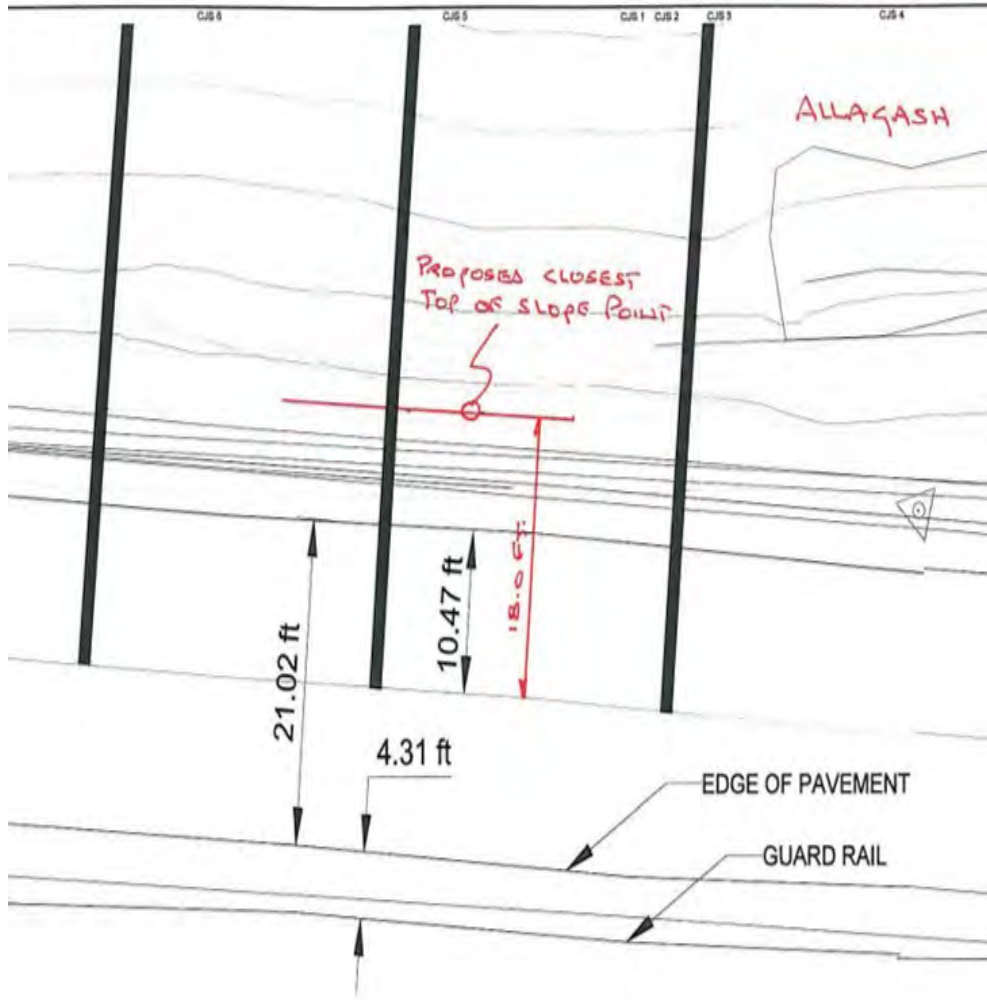 CJS 6 CJS 5 CJS 1 CJS 2 CJS 3 CJS 4
ALLAGASH
PROPOSED CLOSEST
TOP OF SLOPE POINT
18.0 FT.
10.47 ft
21.02 ft
4.31 ft
EDGE OF PAVEMENT
GUARD RAIL